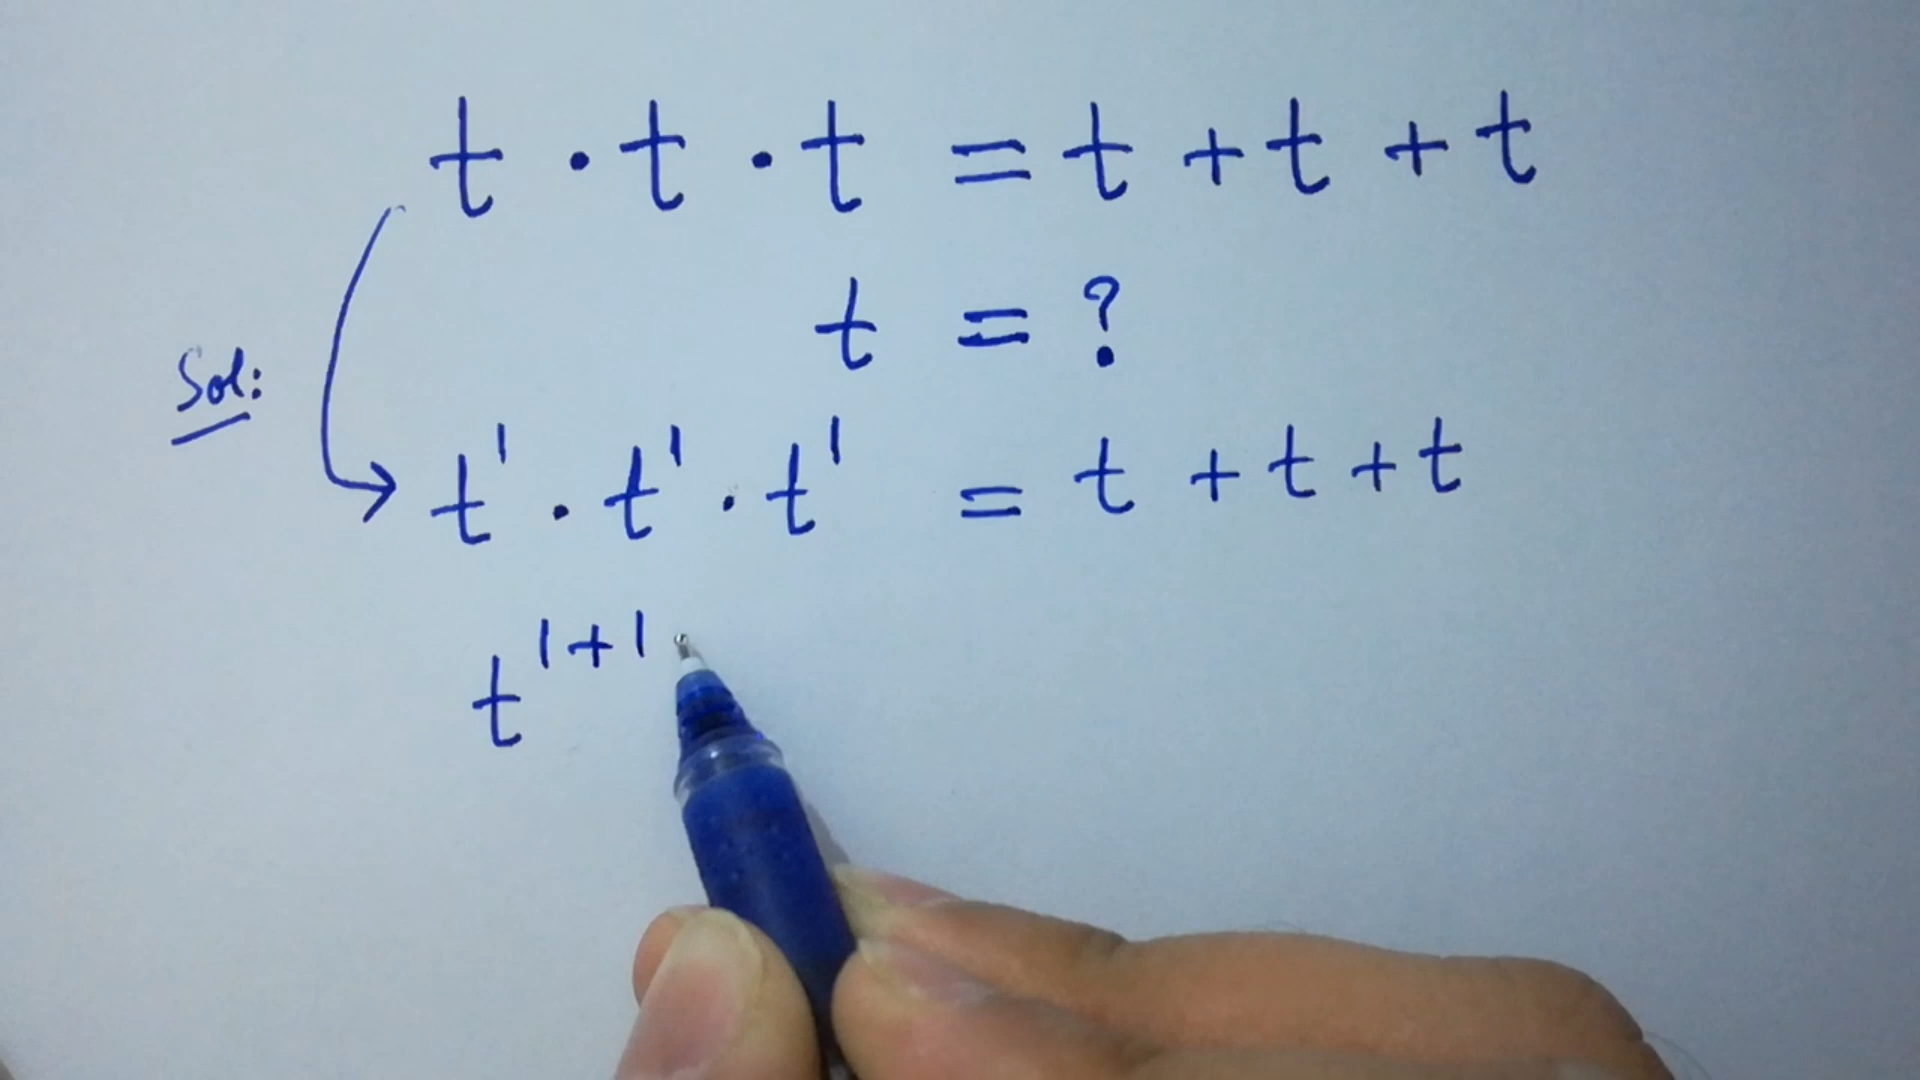 t · t · t = t + t + t
t = ?
Sol:
t¹ · t¹ · t¹ = t + t + t
t¹⁺¹